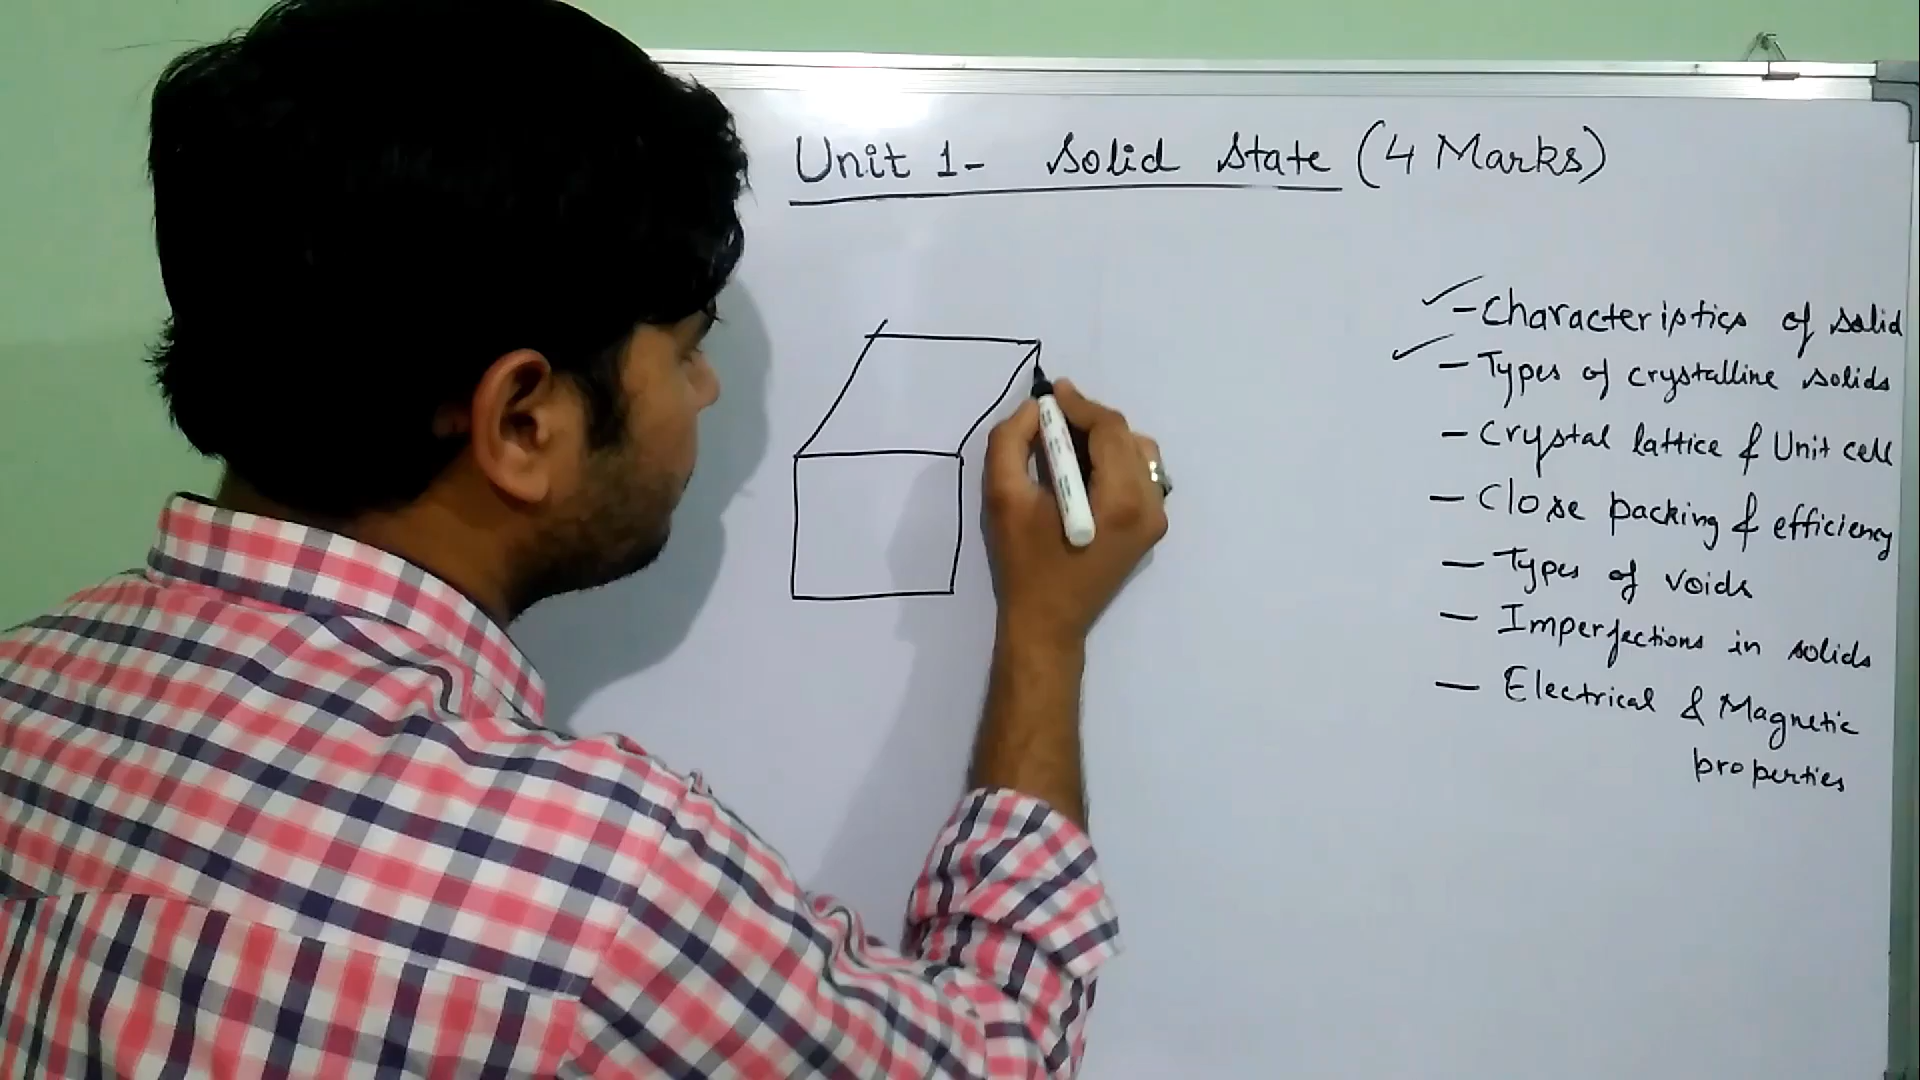 Unit 1- Solid State (4 Marks)
- Characteristics of Solid
- Types of crystalline solids
- Crystal lattice & Unit cell
- Close packing & efficiency
- Types of voids
- Imperfections in solids
- Electrical & Magnetic
properties